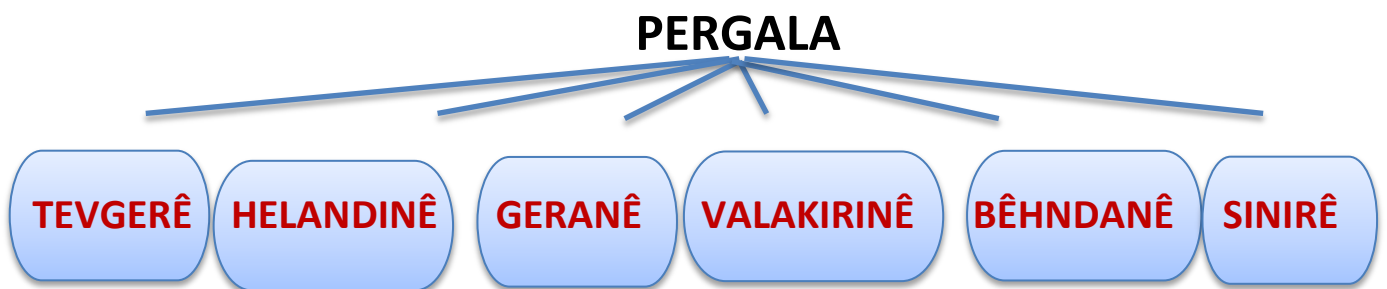 PERGALA
TEVGERÊ
HELANDINÊ
GERANÊ
VALAKIRINÊ
BÊHNDANÊ
SINIRÊ